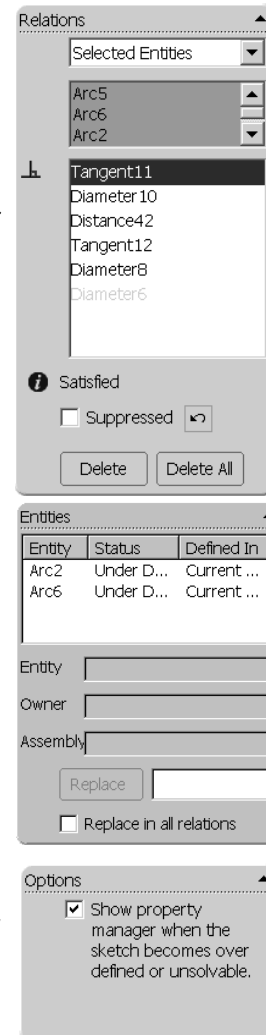 Relations
Selected Entities
Arc5
Arc6
Arc2
Tangent11
Diameter10
Distance42
Tangent12
Diameter8
Diameter6
Satisfied
Suppressed
Delete Delete All
Entities
Entity Status Defined In
Arc2 Under D... Current ...
Arc6 Under D... Current ...
Entity
Owner
Assembly
Replace
Replace in all relations
Options
Show property
manager when the
sketch becomes over
defined or unsolvable.